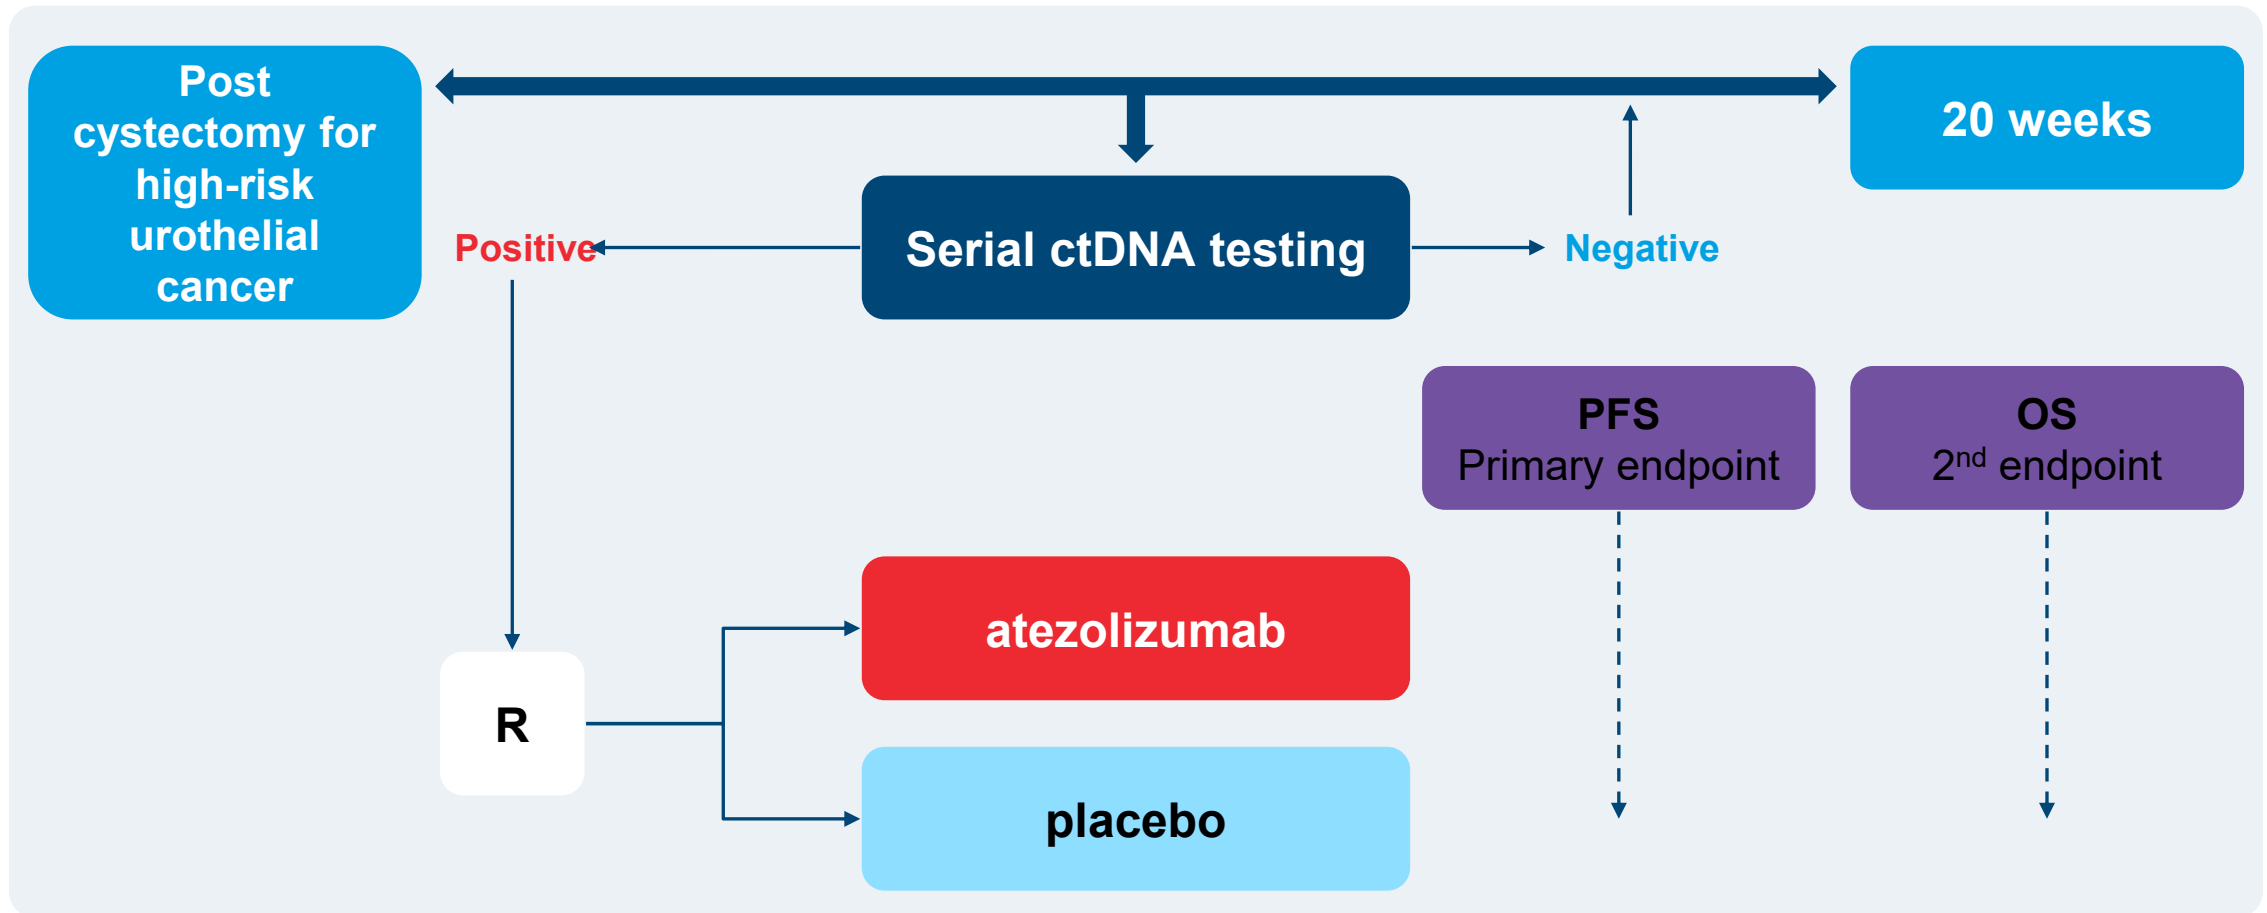 Post
cystectomy for
high-risk
urothelial
cancer
20 weeks
Serial ctDNA testing
Positive
Negative
PFS
Primary endpoint
OS
2nd endpoint
atezolizumab
R
placebo